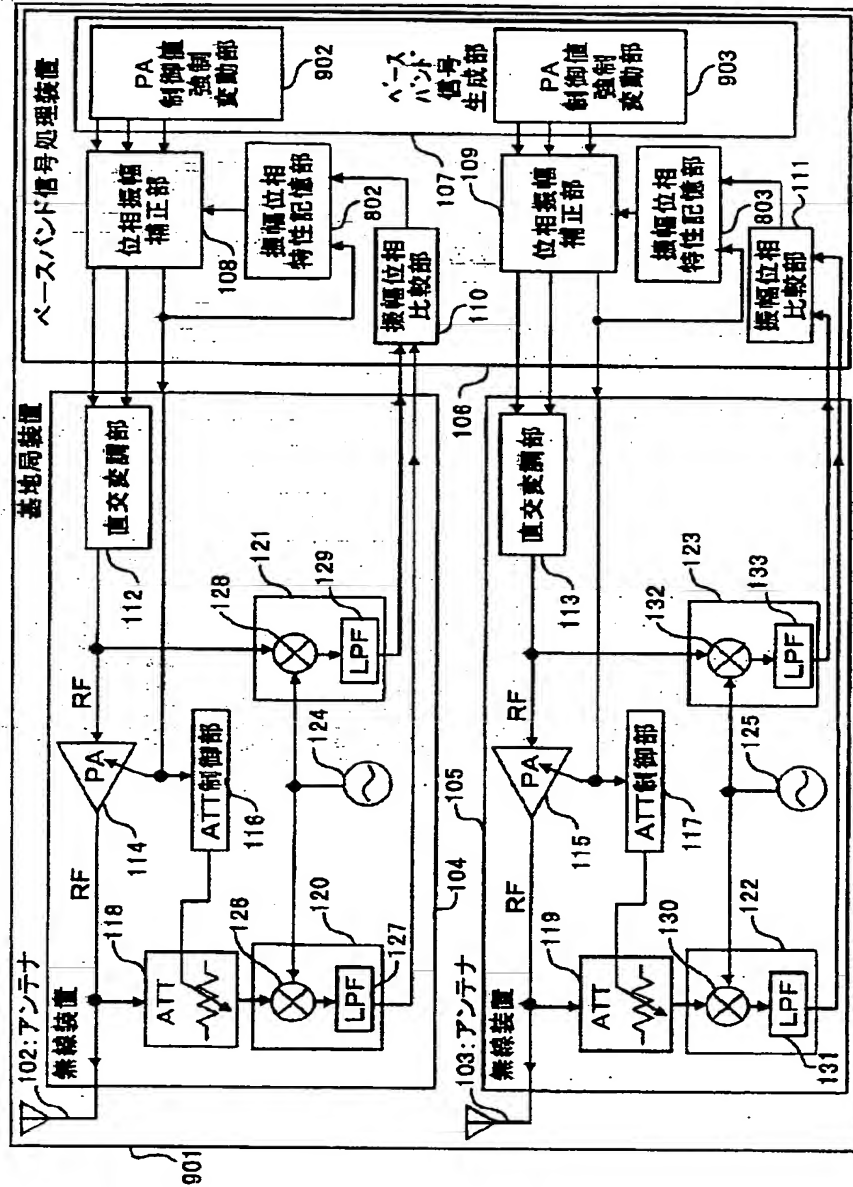 901
基地局装置
ベースバンド信号処理装置
102:アンテナ
無線装置
118
ATT
RF
114
PA
RF
112
直交変調部
位相振幅
補正部
108
PA
制御値
強制
変動部
902
ATT制御部
116
振幅位相
特性記憶部
802
振幅位相
比較部
110
120
126
LPF
127
124
121
128
LPF
129
104
105
106
107
ベース
バンド・
信号
生成部
103:アンテナ
無線装置
119
ATT
RF
115
PA
RF
113
直交変調部
109
位相振幅
補正部
PA
制御値
強制
変動部
903
ATT制御部
117
振幅位相
特性記憶部
803
振幅位相
比較部
111
122
130
LPF
131
125
123
132
LPF
133